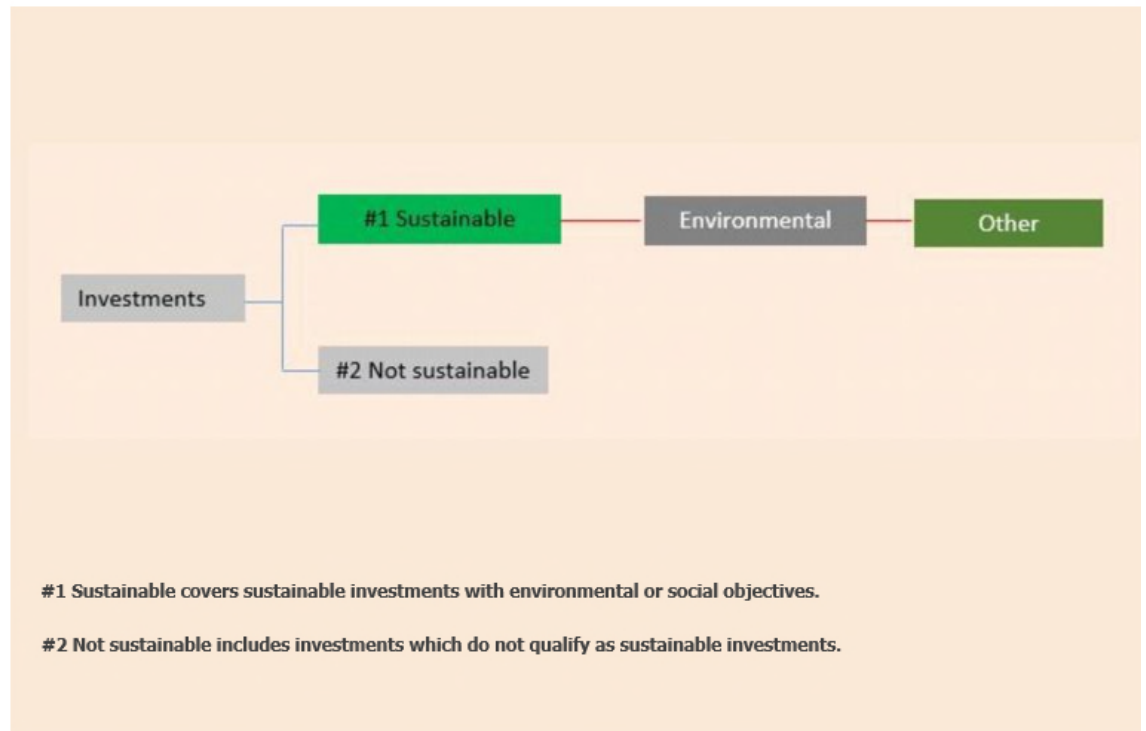 #1 Sustainable
Environmental
Other
Investments
#2 Not sustainable
#1 Sustainable covers sustainable investments with environmental or social objectives.
#2 Not sustainable includes investments which do not qualify as sustainable investments.